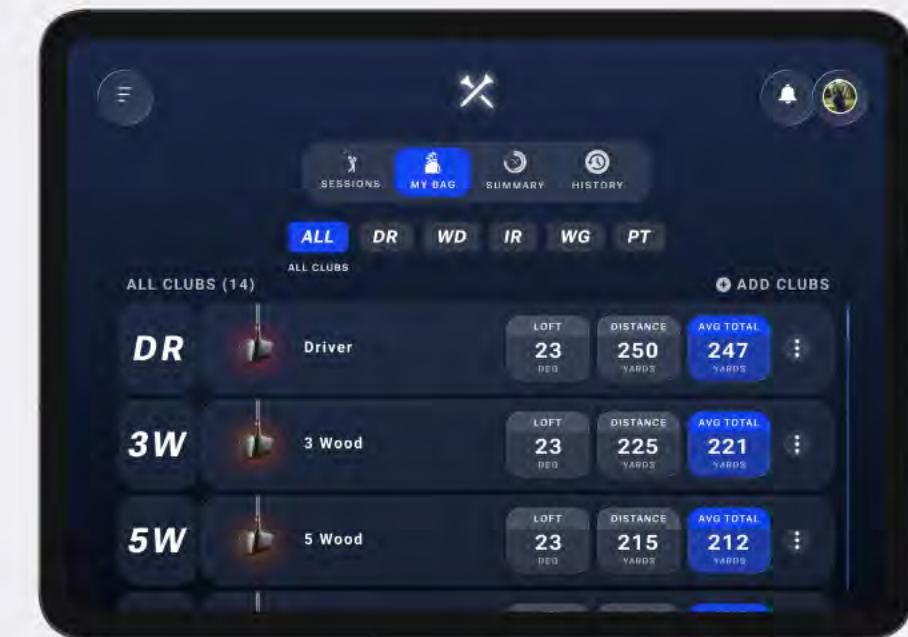 SESSIONS MY BAG SUMMARY HISTORY
ALL DR WD IR WG PT
ALL CLUBS
ALL CLUBS (14) ADD CLUBS
LOFT DISTANCE AVG TOTAL
DR Driver 23 250 247
DEG YARDS YARDS
LOFT DISTANCE AVG TOTAL
3W 3 Wood 23 225 221
DEG YARDS YARDS
LOFT DISTANCE AVG TOTAL
5W 5 Wood 23 215 212
DEG YARDS YARDS